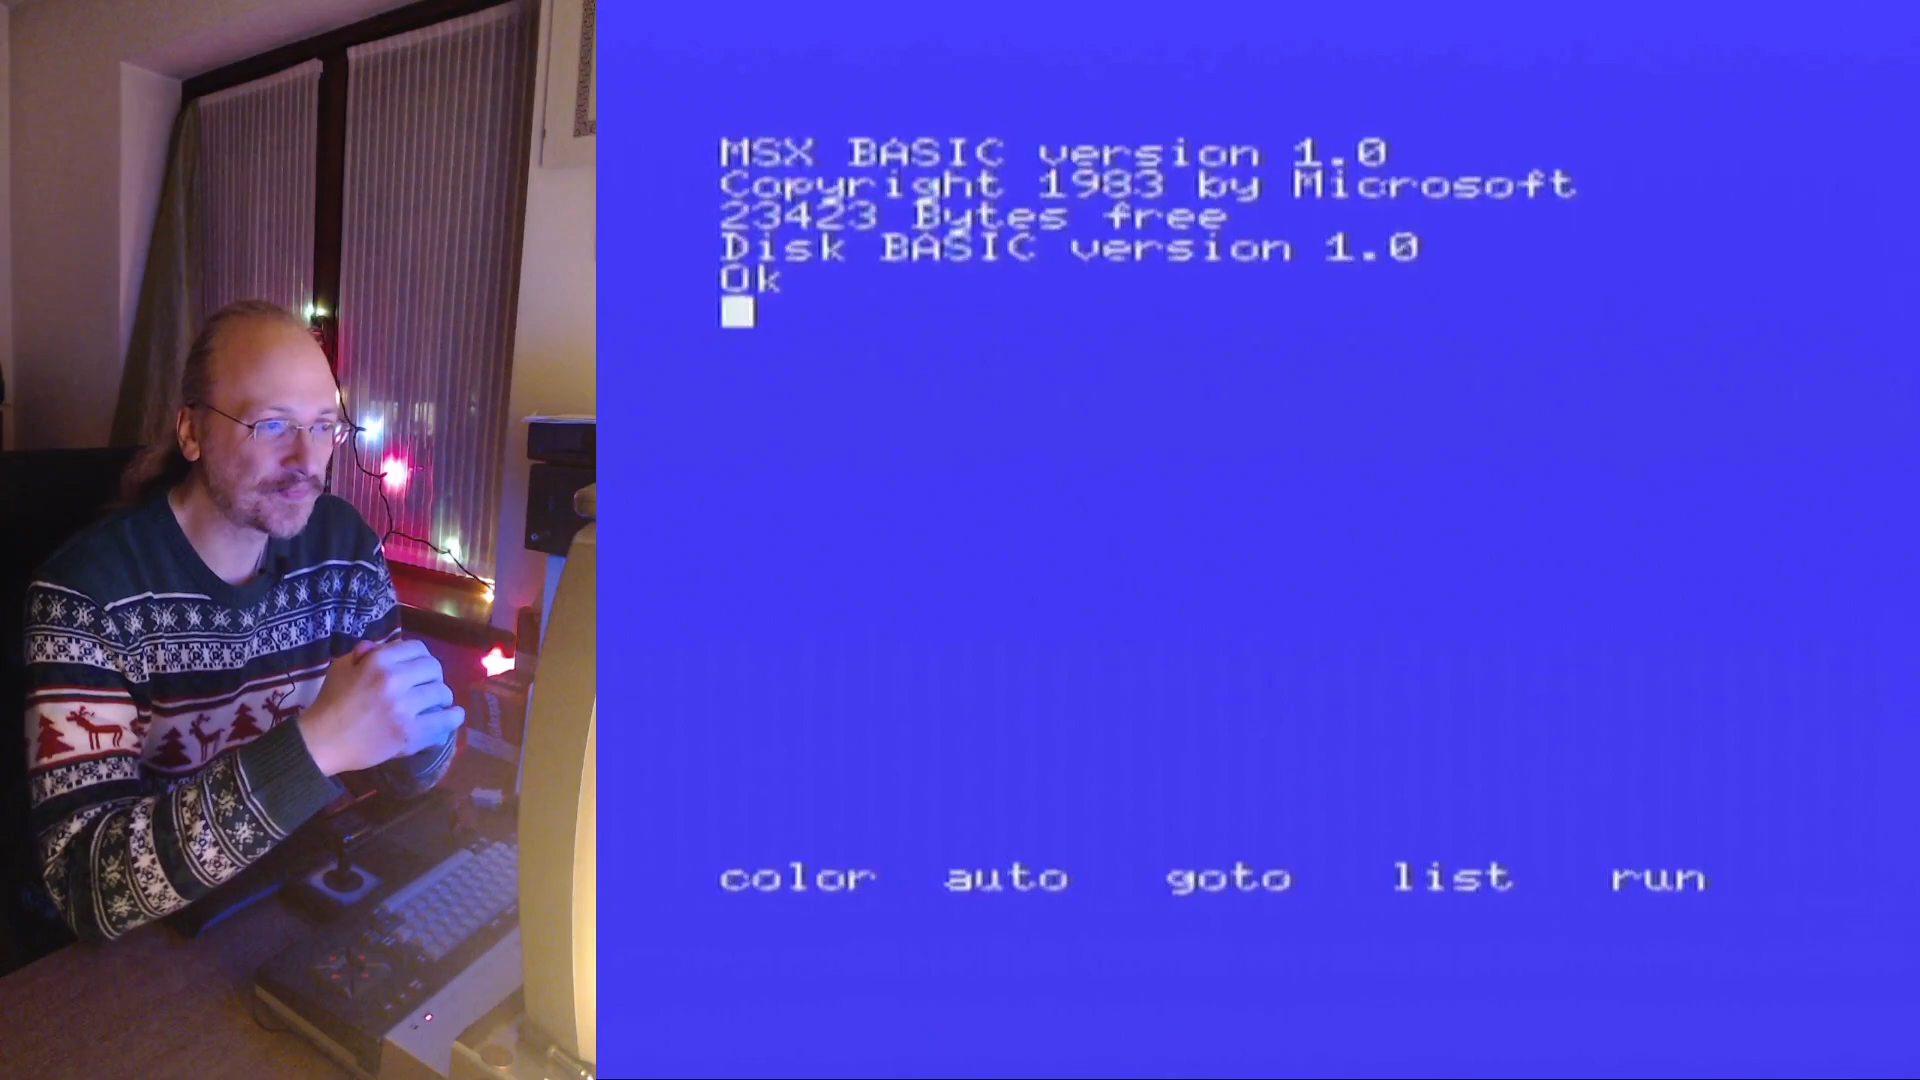 MSX BASIC version 1.0
Copyright 1983 by Microsoft
23423 Bytes free
Disk BASIC version 1.0
Ok
color auto goto list run